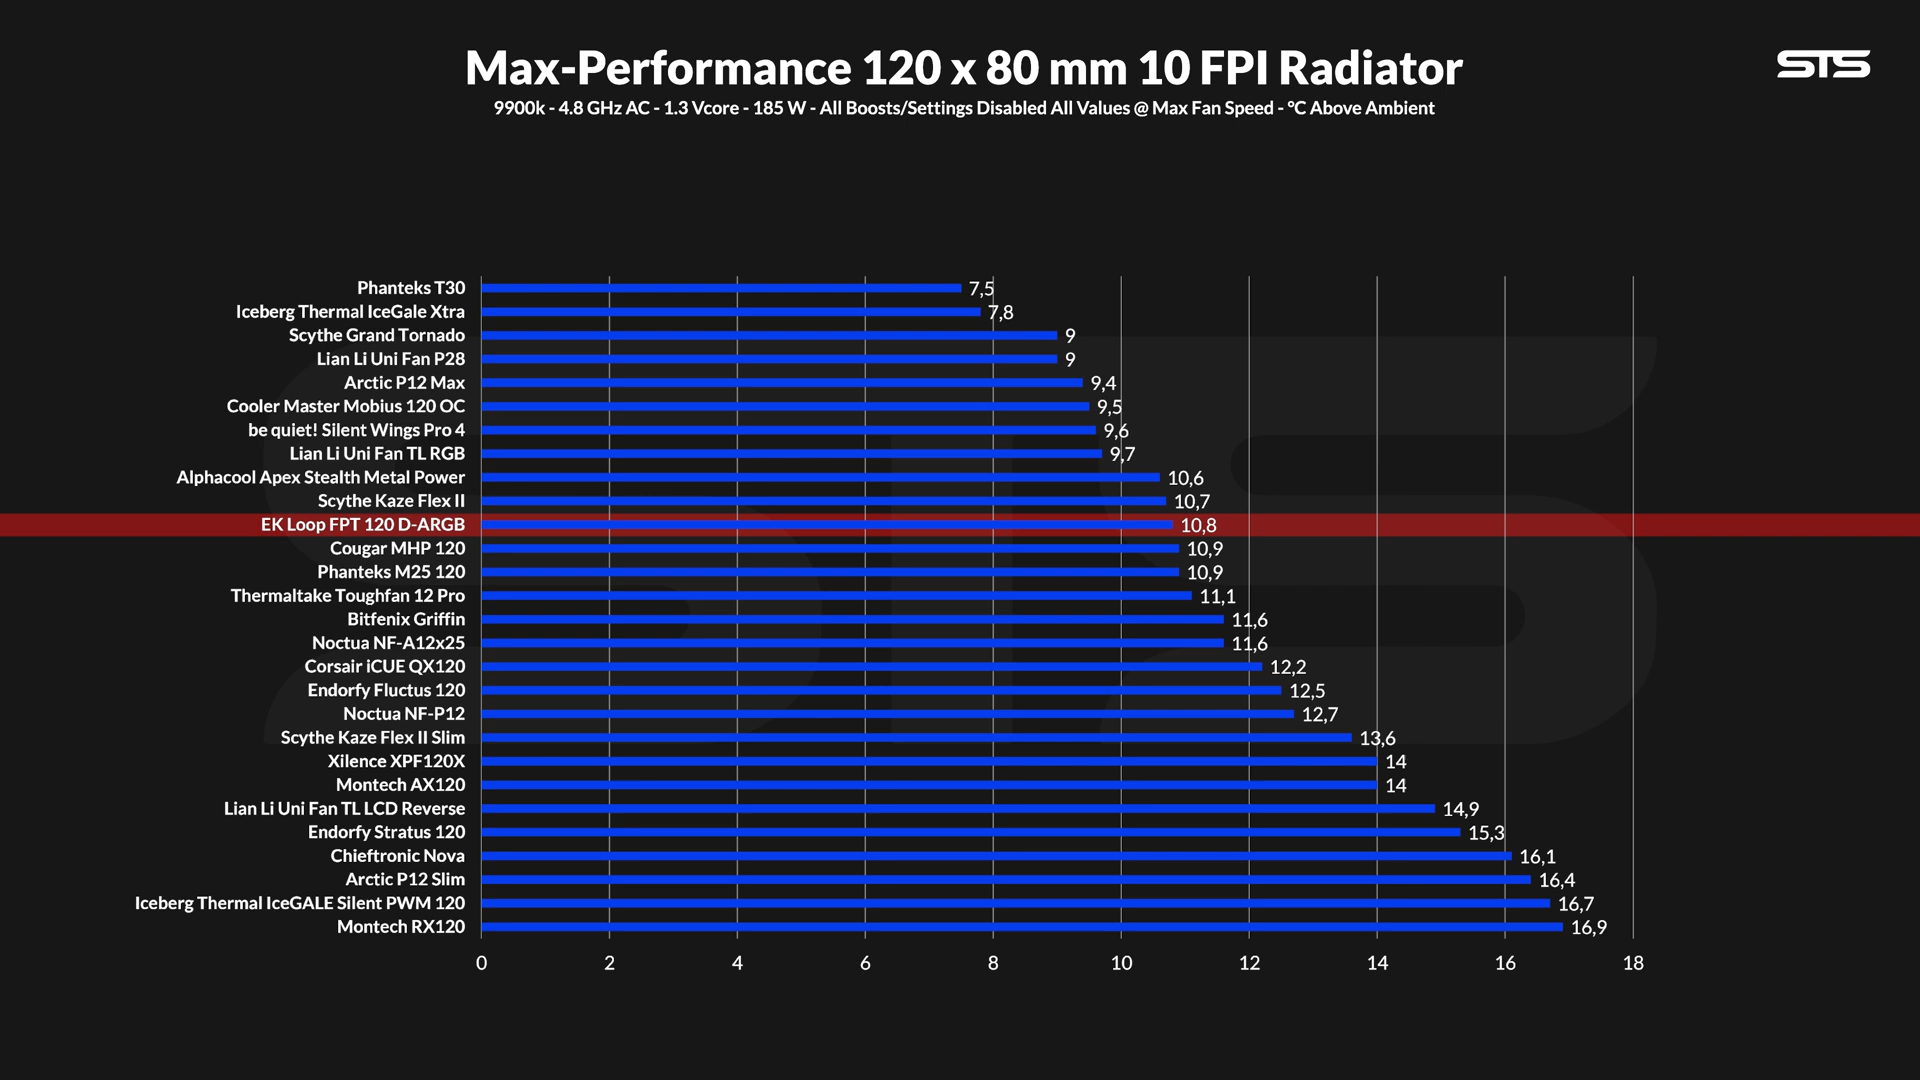 Max-Performance 120 x 80 mm 10 FPI Radiator
STS
9900k - 4.8 GHz AC - 1.3 Vcore - 185 W - All Boosts/Settings Disabled All Values @ Max Fan Speed - °C Above Ambient
Phanteks T30 7,5
Iceberg Thermal IceGale Xtra 7,8
Scythe Grand Tornado 9
Lian Li Uni Fan P28 9
Arctic P12 Max 9,4
Cooler Master Mobius 120 OC 9,5
be quiet! Silent Wings Pro 4 9,6
Lian Li Uni Fan TL RGB 9,7
Alphacool Apex Stealth Metal Power 10,6
Scythe Kaze Flex II 10,7
EK Loop FPT 120 D-ARGB 10,8
Cougar MHP 120 10,9
Phanteks M25 120 10,9
Thermaltake Toughfan 12 Pro 11,1
Bitfenix Griffin 11,6
Noctua NF-A12x25 11,6
Corsair iCUE QX120 12,2
Endorfy Fluctus 120 12,5
Noctua NF-P12 12,7
Scythe Kaze Flex II Slim 13,6
Xilence XPF120X 14
Montech AX120 14
Lian Li Uni Fan TL LCD Reverse 14,9
Endorfy Stratus 120 15,3
Chieftronic Nova 16,1
Arctic P12 Slim 16,4
Iceberg Thermal IceGALE Silent PWM 120 16,7
Montech RX120 16,9
0 2 4 6 8 10 12 14 16 18